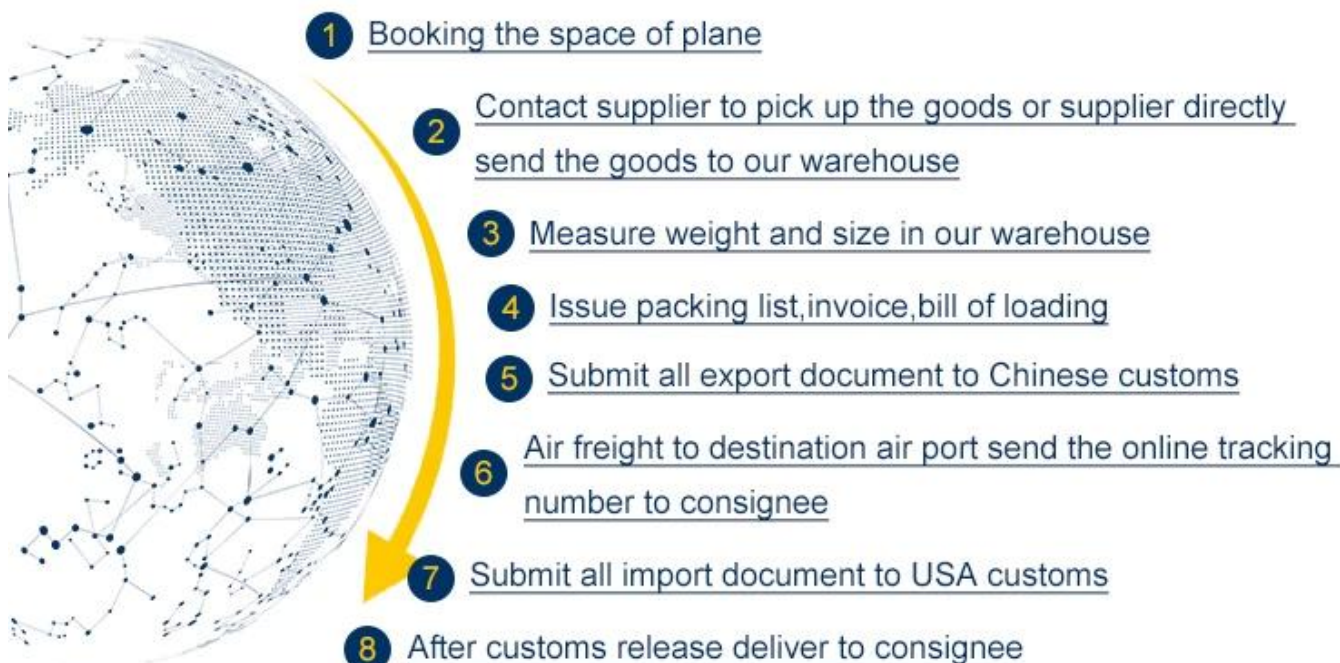 1 Booking the space of plane
2 Contact supplier to pick up the goods or supplier directly
send the goods to our warehouse
3 Measure weight and size in our warehouse
4 Issue packing list,invoice,bill of loading
5 Submit all export document to Chinese customs
6 Air freight to destination air port send the online tracking
number to consignee
7 Submit all import document to USA customs
8 After customs release deliver to consignee